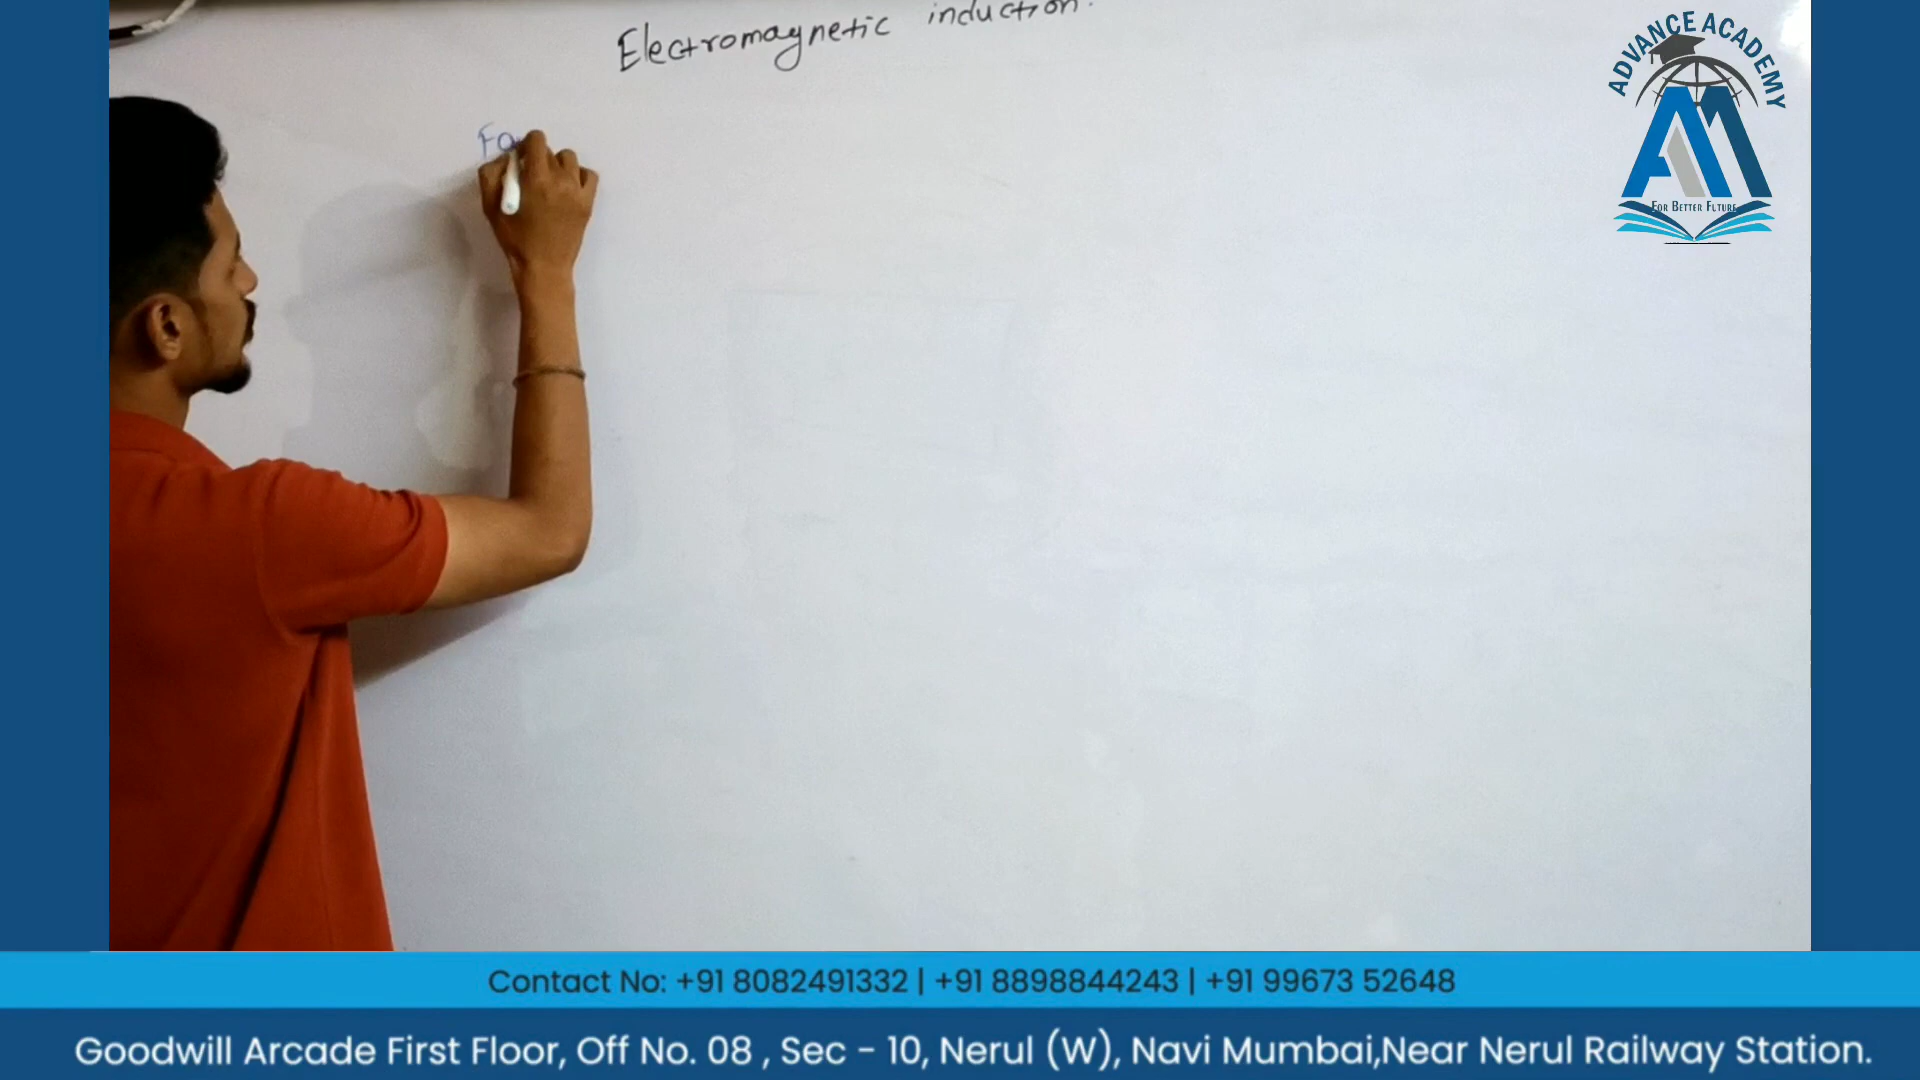 Electromagnetic induction.
Fa
ADVANCE ACADEMY
FOR BETTER FUTURE
Contact No: +91 8082491332 | +91 8898844243 | +91 99673 52648
Goodwill Arcade First Floor, Off No. 08 , Sec - 10, Nerul (W), Navi Mumbai,Near Nerul Railway Station.